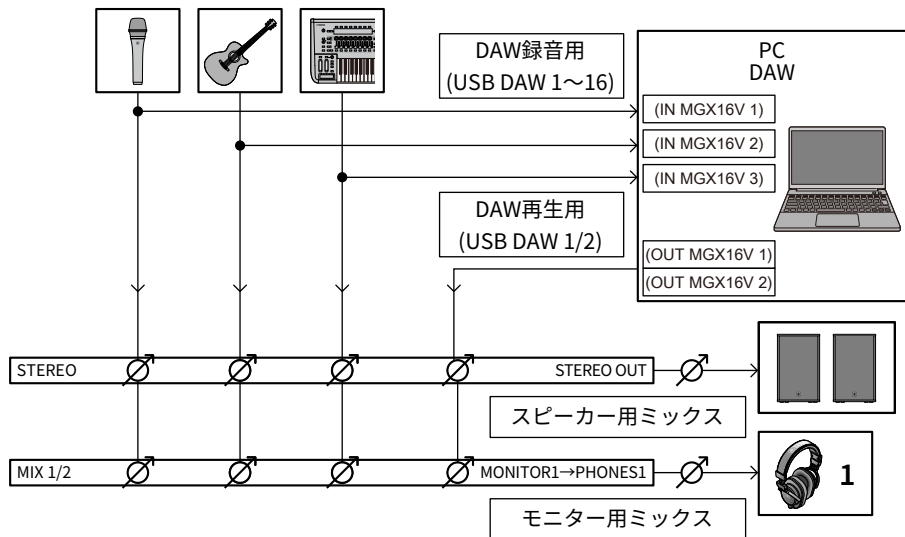 DAW録音用
(USB DAW 1～16)
PC
DAW
(IN MGX16V 1)
(IN MGX16V 2)
(IN MGX16V 3)
DAW再生用
(USB DAW 1/2)
(OUT MGX16V 1)
(OUT MGX16V 2)
STEREO
STEREO OUT
スピーカー用ミックス
MIX 1/2
MONITOR1→PHONES1
1
モニター用ミックス